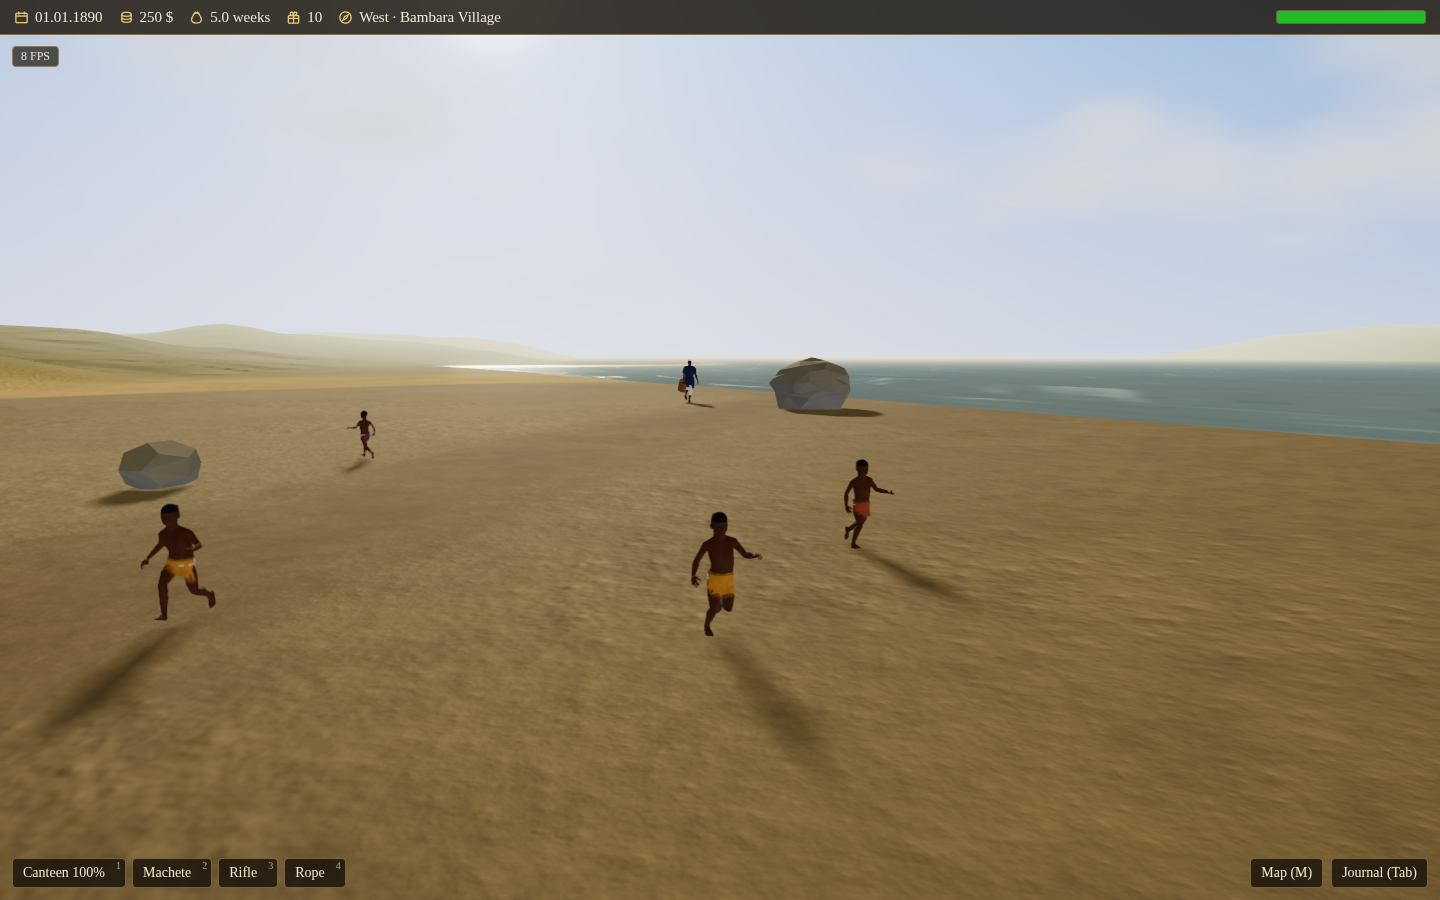 01.01.1890 250 $ 5.0 weeks 10 West · Bambara Village
8 FPS
Canteen 100% 1 Machete 2 Rifle 3 Rope 4 Map (M) Journal (Tab)